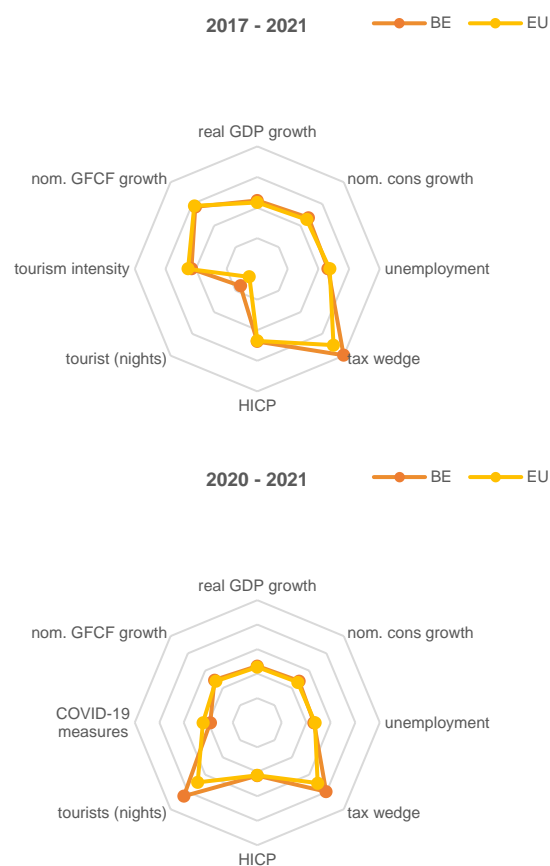 2017 - 2021
BE
EU
real GDP growth
nom. GFCF growth
nom. cons growth
tourism intensity
unemployment
tourist (nights)
tax wedge
HICP
2020 - 2021
BE
EU
real GDP growth
nom. GFCF growth
nom. cons growth
COVID-19
measures
unemployment
tourists (nights)
tax wedge
HICP